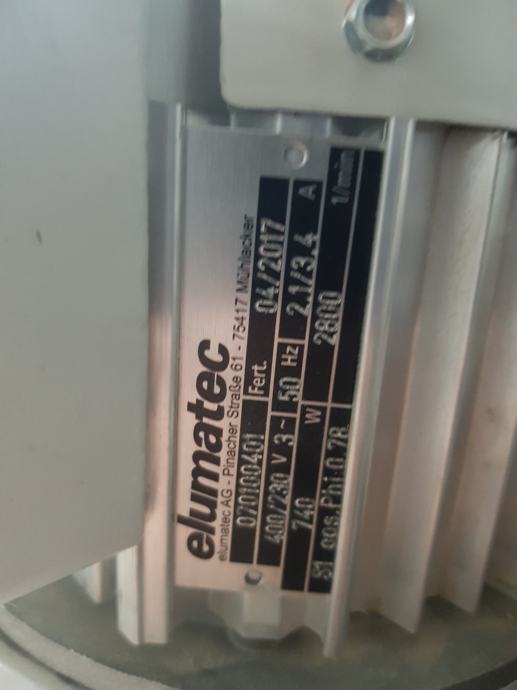 elumatec
elumatec AG - Pinacher Straße 61 - 75417 Mühlacker
070100401 Fert. 04/2017
400/230 V 3~ 50 Hz 2.1/3.4 A
740 W 2800 1/min
S1 cos.Phi 0.78